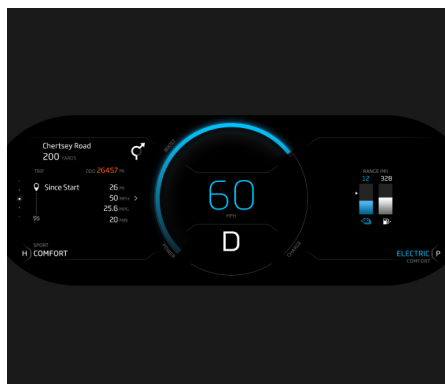 Chertsey Road
200 YARDS
TRIP
ODO 26457 MI
Since Start
26 MI
50 MPH
25.6 MPG
20 MIN
SPORT
H COMFORT
BOOST
POWER
CHARGE
60
MPH
D
RANGE (MI)
12 328
ELECTRIC P
COMFORT